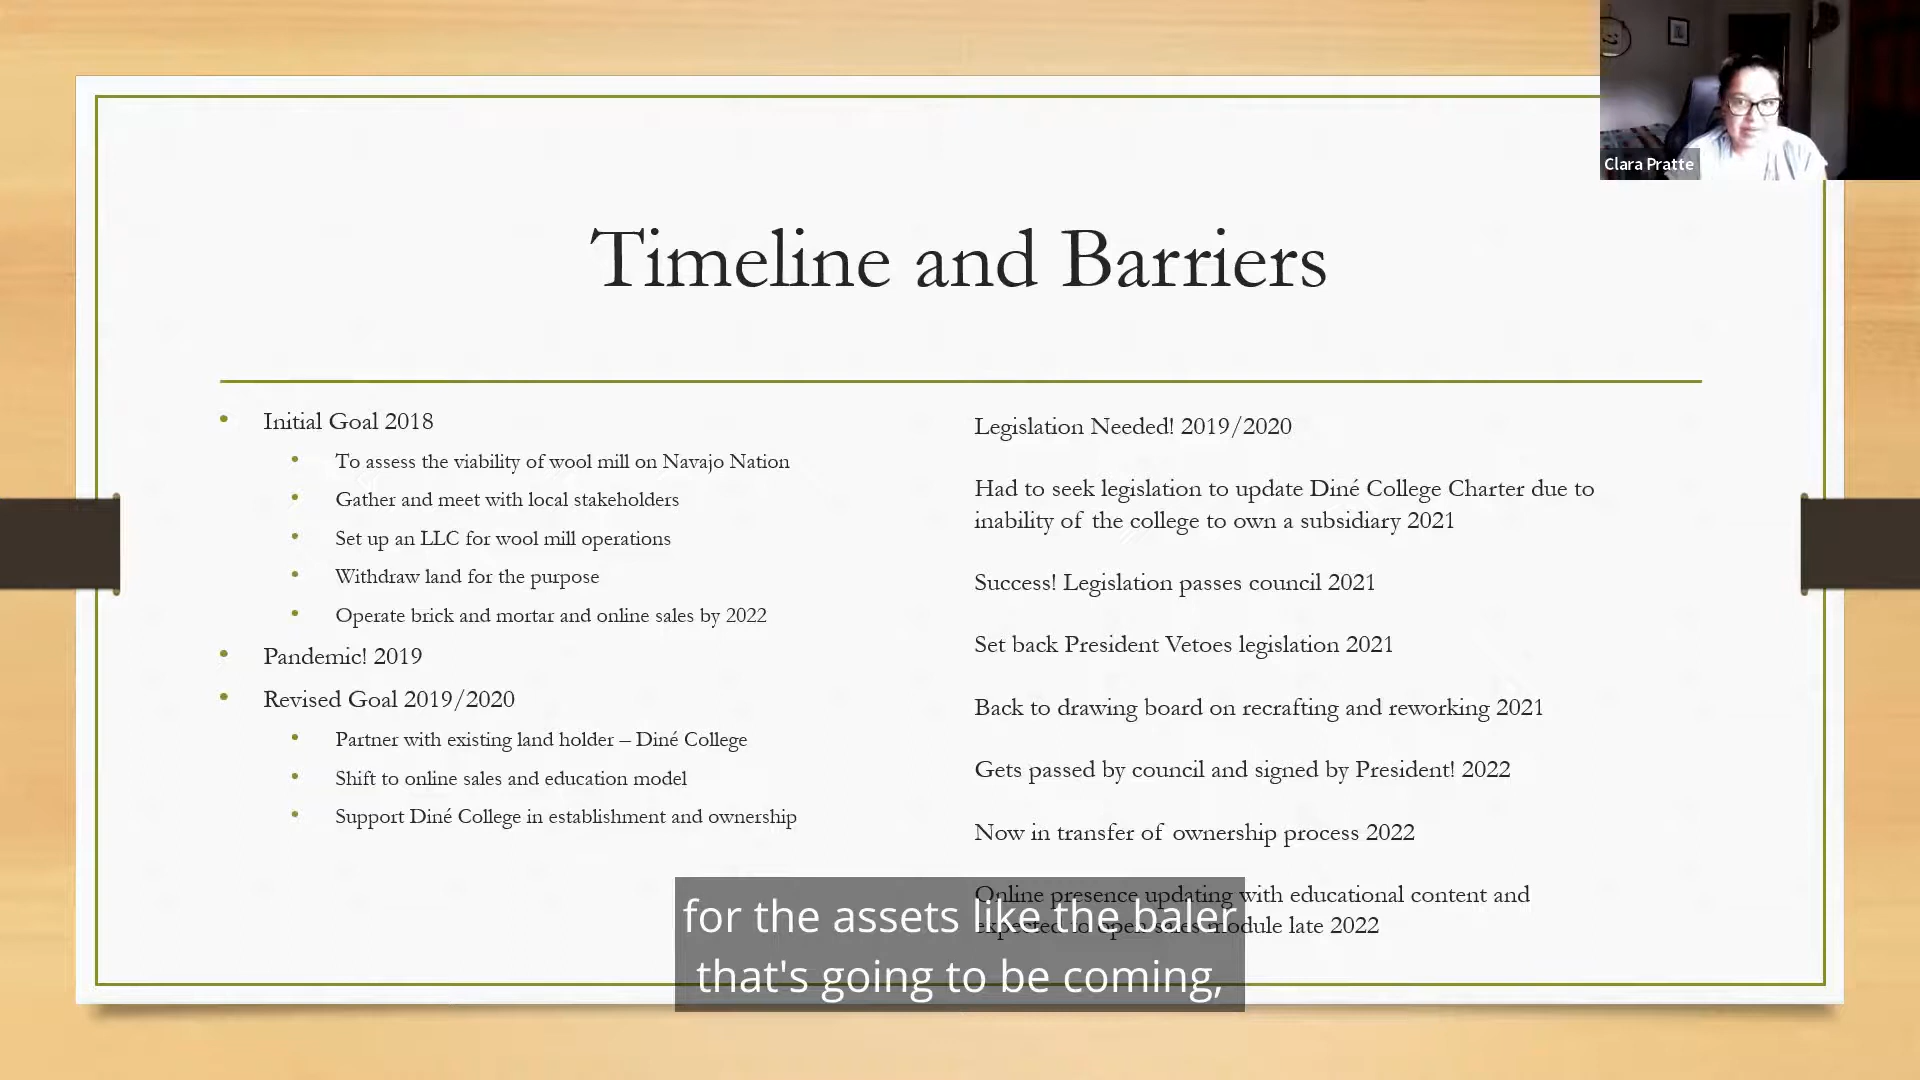 Clara Pratte
Timeline and Barriers
Initial Goal 2018
To assess the viability of wool mill on Navajo Nation
Gather and meet with local stakeholders
Set up an LLC for wool mill operations
Withdraw land for the purpose
Operate brick and mortar and online sales by 2022
Pandemic! 2019
Revised Goal 2019/2020
Partner with existing land holder – Diné College
Shift to online sales and education model
Support Diné College in establishment and ownership
Legislation Needed! 2019/2020
Had to seek legislation to update Diné College Charter due to
inability of the college to own a subsidiary 2021
Success! Legislation passes council 2021
Set back President Vetoes legislation 2021
Back to drawing board on recrafting and reworking 2021
Gets passed by council and signed by President! 2022
Now in transfer of ownership process 2022
Online presence updating with educational content and
expected to open sales module late 2022
for the assets like the baler
that's going to be coming,